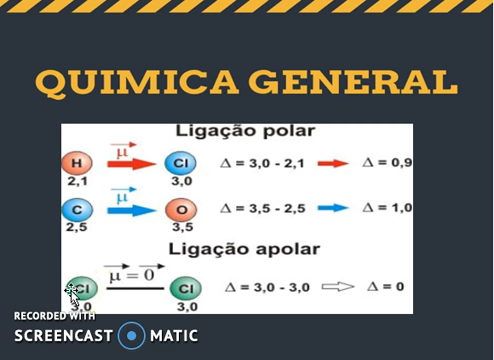 QUIMICA GENERAL
Ligação polar
μ
H Cl Δ = 3,0 - 2,1 Δ = 0,9
2,1 3,0
μ
C O Δ = 3,5 - 2,5 Δ = 1,0
2,5 3,5
Ligação apolar
μ = 0
Cl Cl Δ = 3,0 - 3,0 Δ = 0
3,0 3,0
RECORDED WITH
SCREENCAST MATIC